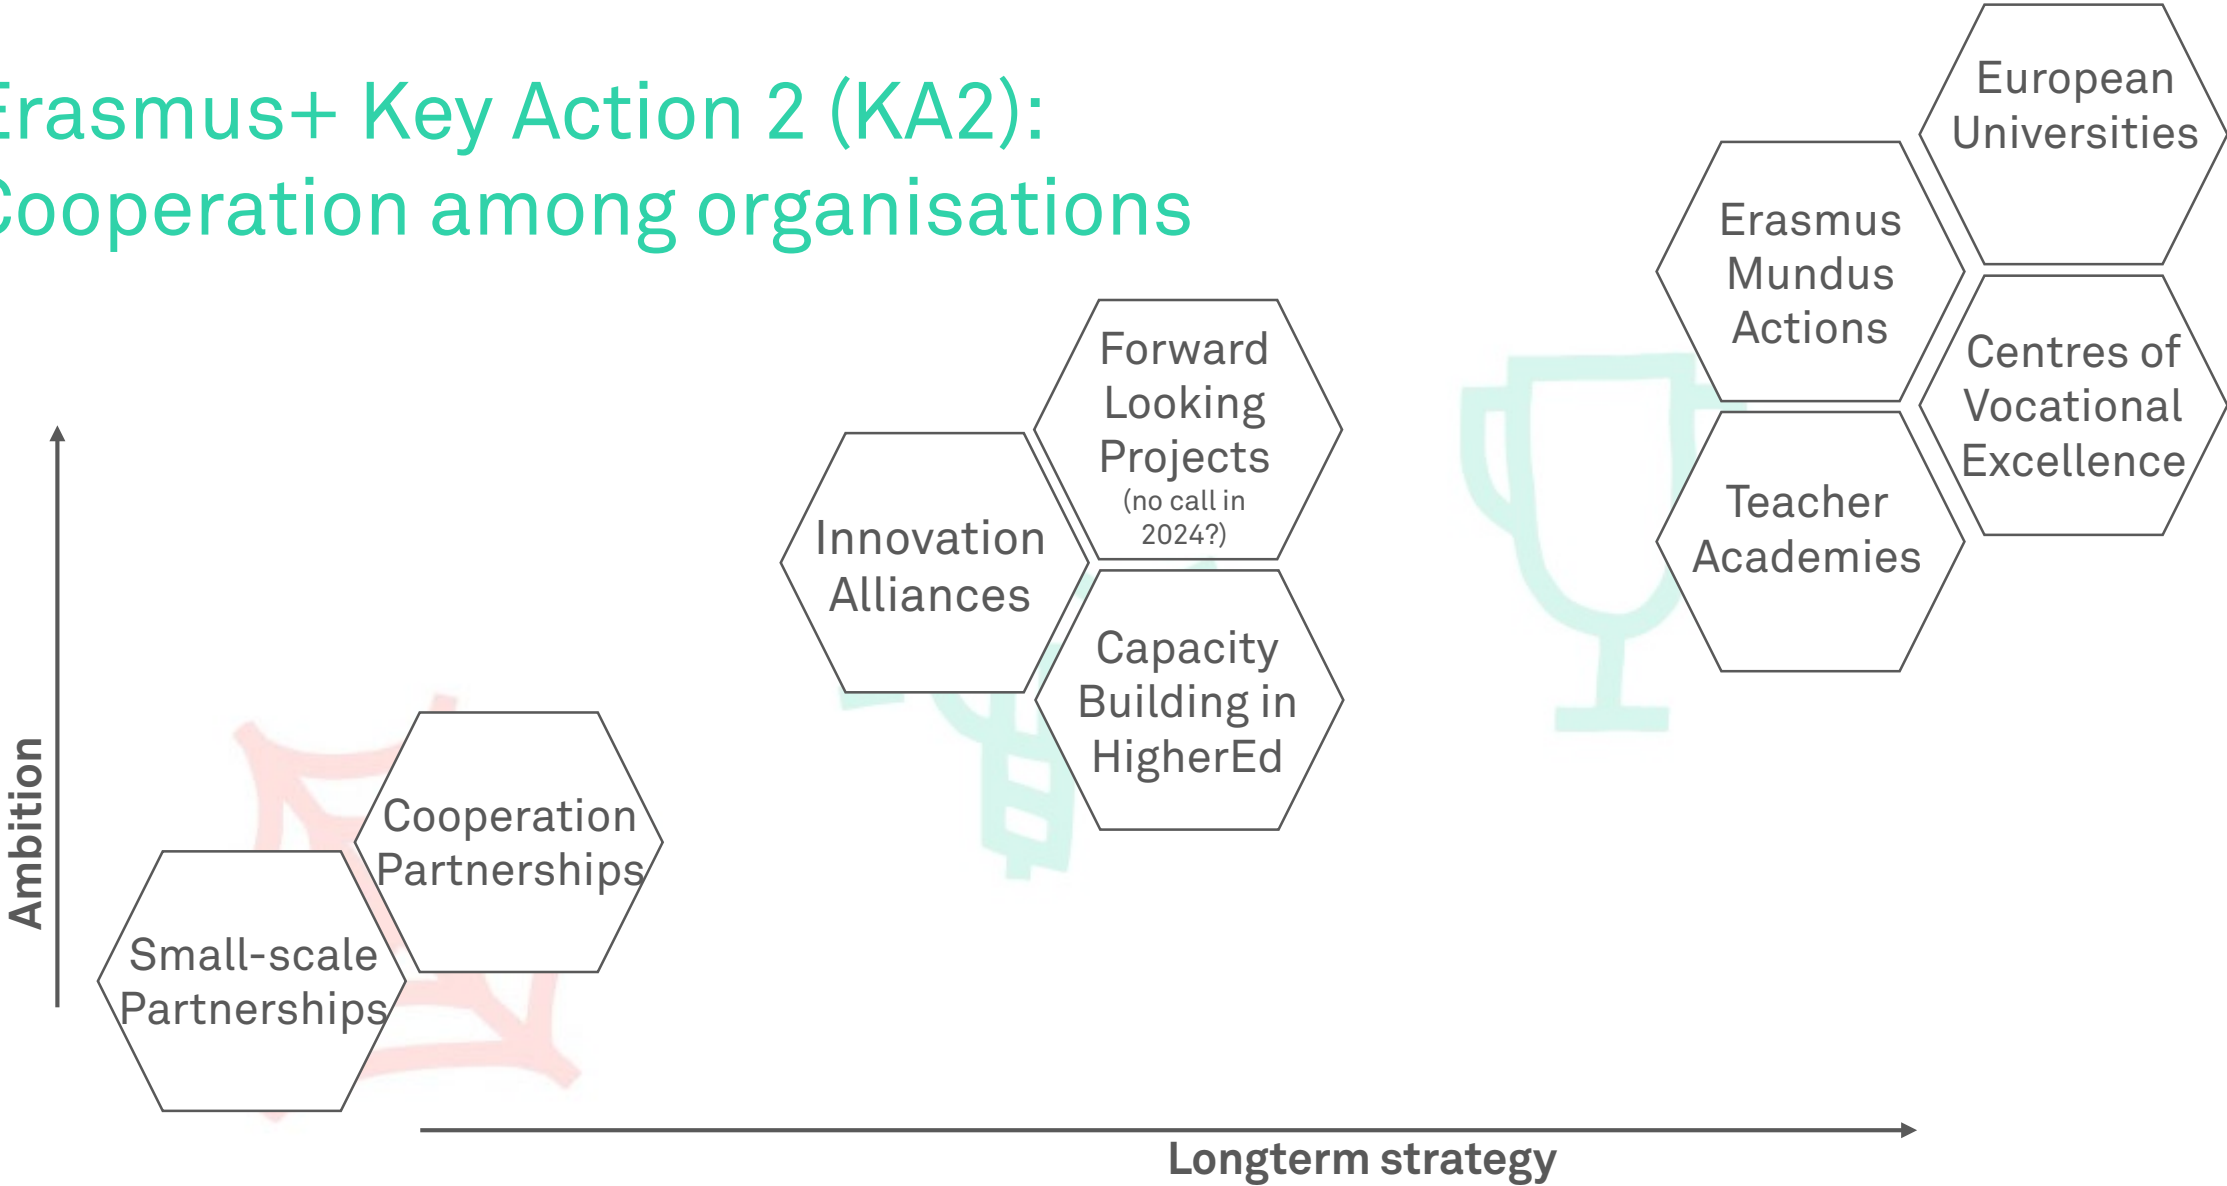 Erasmus+ Key Action 2 (KA2):
Cooperation among organisations
European
Universities
Erasmus
Mundus
Actions
Centres of
Vocational
Excellence
Teacher
Academies
Forward
Looking
Projects
(no call in
2024?)
Innovation
Alliances
Capacity
Building in
HigherEd
Cooperation
Partnerships
Small-scale
Partnerships
Ambition
Longterm strategy